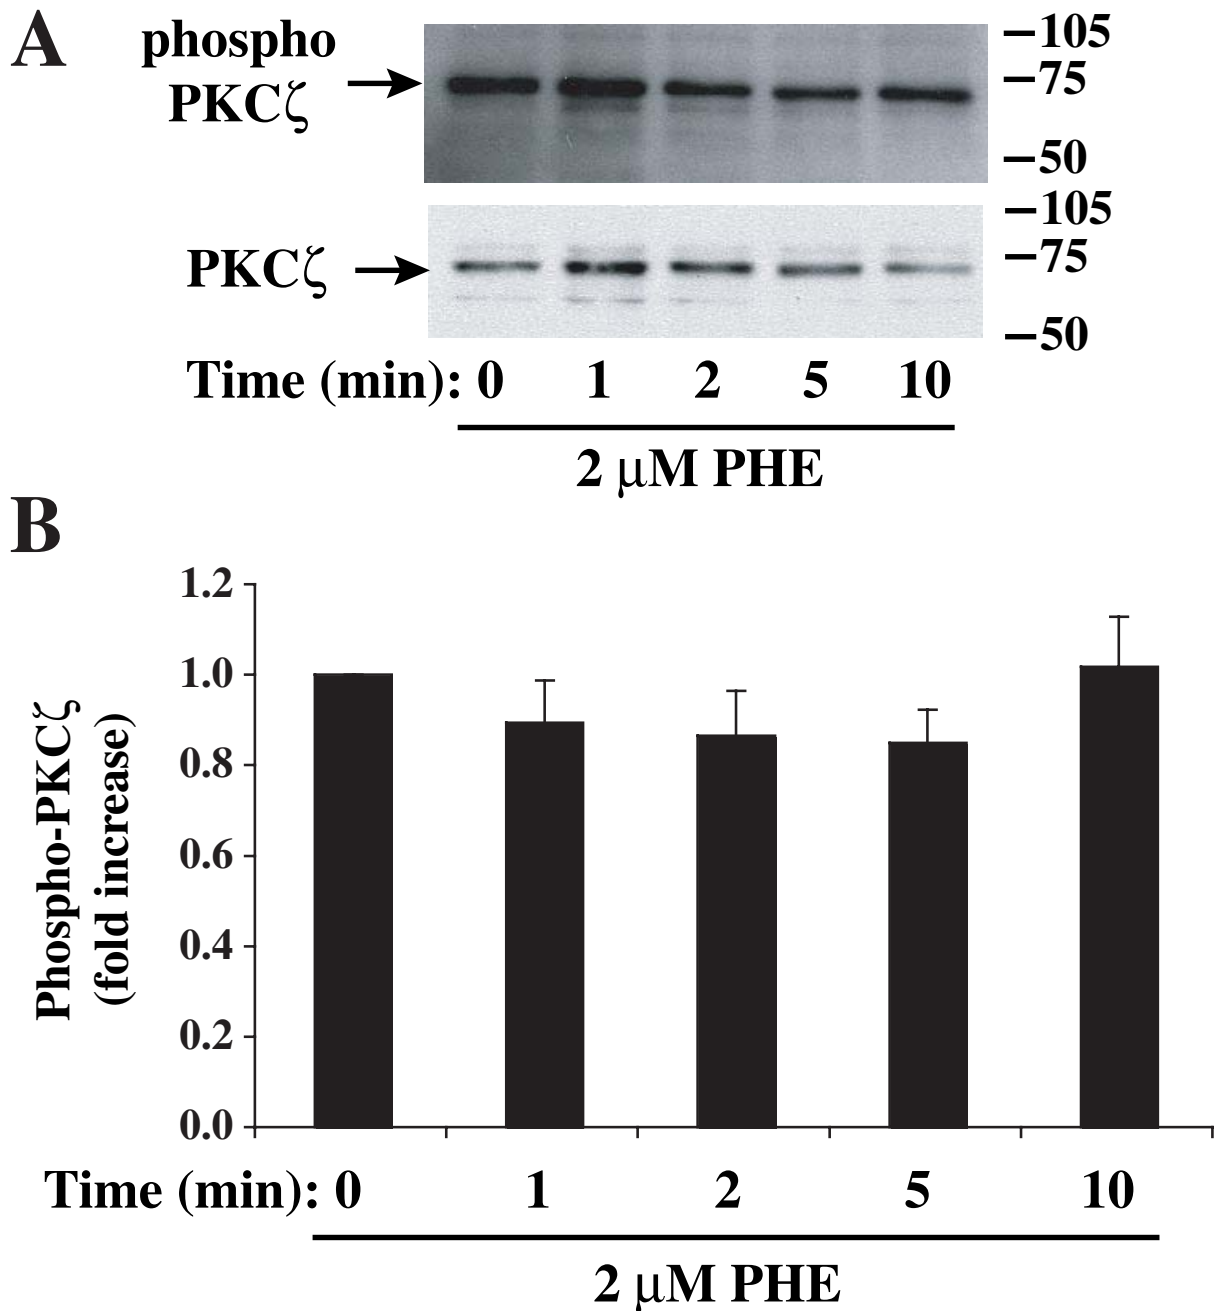 A
phospho
PKCζ
–105
–75
–50
PKCζ
–105
–75
–50
Time (min): 0 1 2 5 10
2 μM PHE
B
Phospho-PKCζ
(fold increase)
1.2
1.0
0.8
0.6
0.4
0.2
0.0
Time (min): 0 1 2 5 10
2 μM PHE